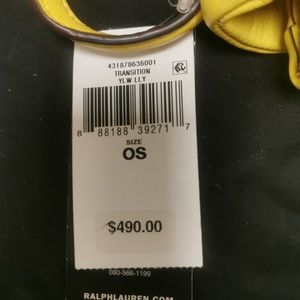 431878636001
TRANSITION
YLW LLY
8 88188 39271 7
SIZE
OS
$490.00
080-566-1199
RALPHLAUREN.COM